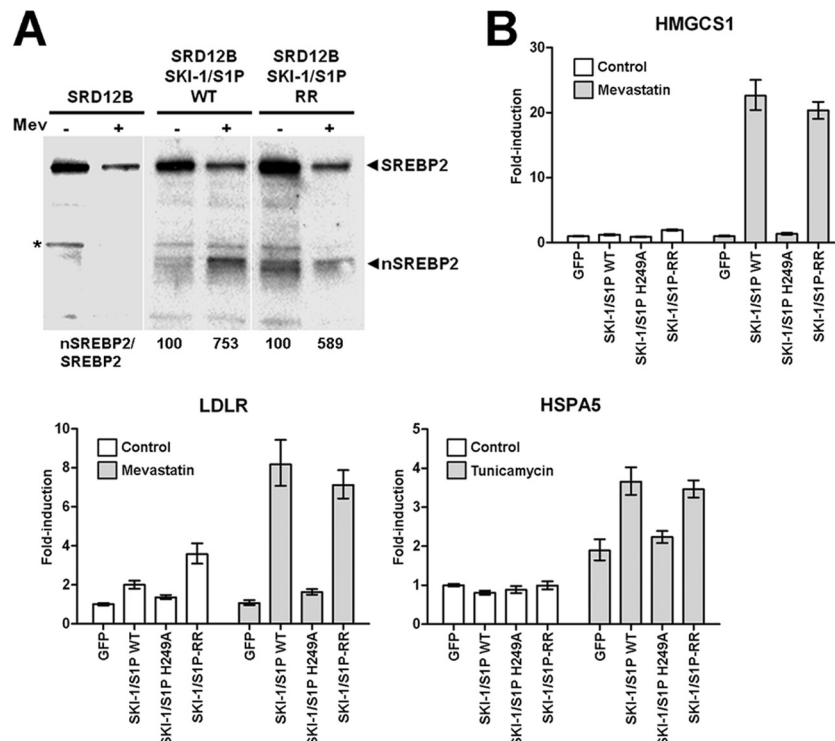 A
SRD12B
SRD12B
SKI-1/S1P
WT
SRD12B
SKI-1/S1P
RR
Mev - + - + - +
SREBP2
*
nSREBP2
nSREBP2/
SREBP2
100 753 100 589
B
HMGCS1
Fold-induction
30
20
10
0
Control
Mevastatin
GFP
SKI-1/S1P WT
SKI-1/S1P H249A
SKI-1/S1P-RR
GFP
SKI-1/S1P WT
SKI-1/S1P H249A
SKI-1/S1P-RR
LDLR
Fold-induction
10
8
6
4
2
0
Control
Mevastatin
GFP
SKI-1/S1P WT
SKI-1/S1P H249A
SKI-1/S1P-RR
GFP
SKI-1/S1P WT
SKI-1/S1P H249A
SKI-1/S1P-RR
HSPA5
Fold-induction
5
4
3
2
1
0
Control
Tunicamycin
GFP
SKI-1/S1P WT
SKI-1/S1P H249A
SKI-1/S1P-RR
GFP
SKI-1/S1P WT
SKI-1/S1P H249A
SKI-1/S1P-RR